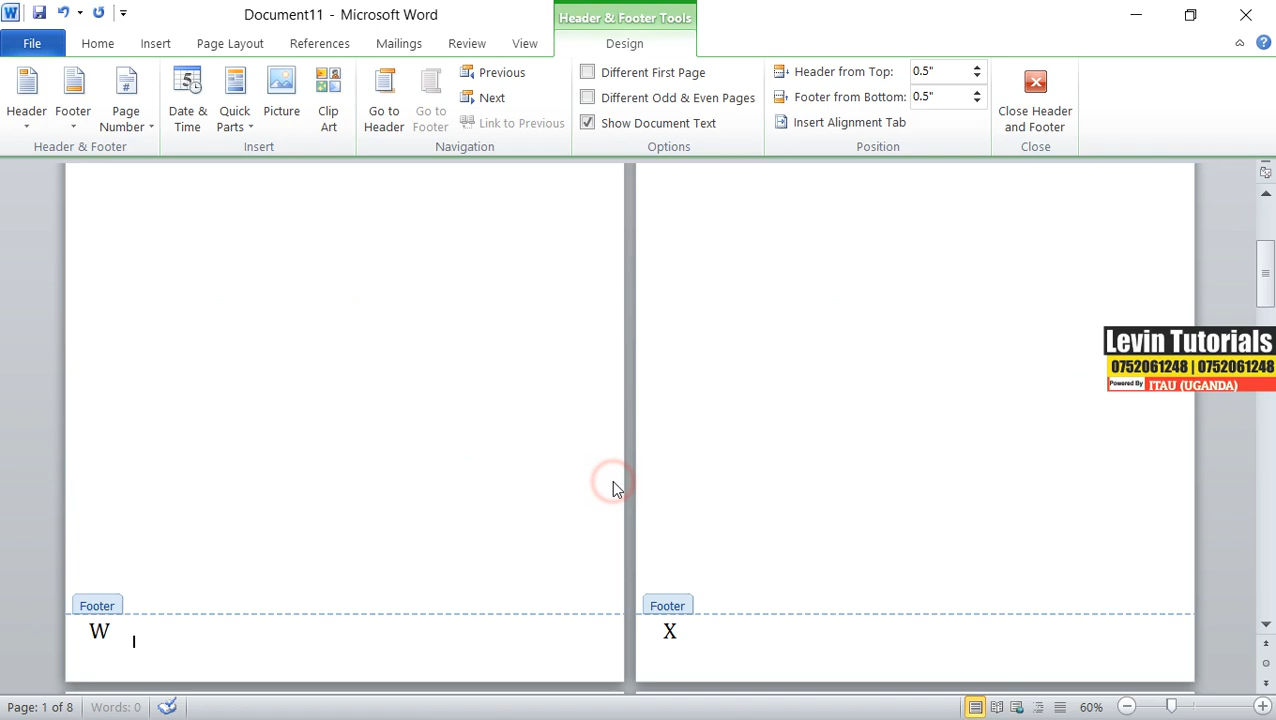 Document11 - Microsoft Word
Header & Footer Tools
File Home Insert Page Layout References Mailings Review View Design
Header
Footer
Page Number
Header & Footer
Date & Time
Quick Parts
Picture
Clip Art
Insert
Go to Header
Go to Footer
Previous
Next
Link to Previous
Navigation
Different First Page
Different Odd & Even Pages
Show Document Text
Options
Header from Top: 0.5"
Footer from Bottom: 0.5"
Insert Alignment Tab
Position
Close Header and Footer
Close
Levin Tutorials
0752061248 | 0752061248
Powered By ITAU (UGANDA)
Footer
W
Footer
X
Page: 1 of 8 Words: 0 60%